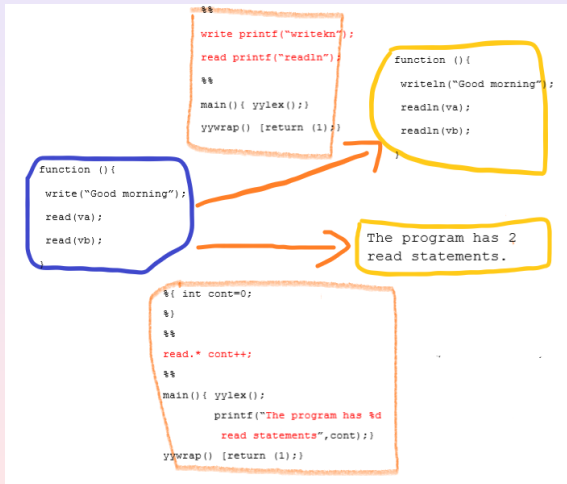 %%
write printf("writekn");
read printf("readln");
%%
main(){ yylex();}
yywrap() [return (1);}
function (){
writeln("Good morning");
readln(va);
readln(vb);
}
function (){
write("Good morning");
read(va);
read(vb);
}
The program has 2
read statements.
%{ int cont=0;
%}
%%
read.* cont++;
%%
main(){ yylex();
printf("The program has %d
read statements",cont);}
yywrap() [return (1);}